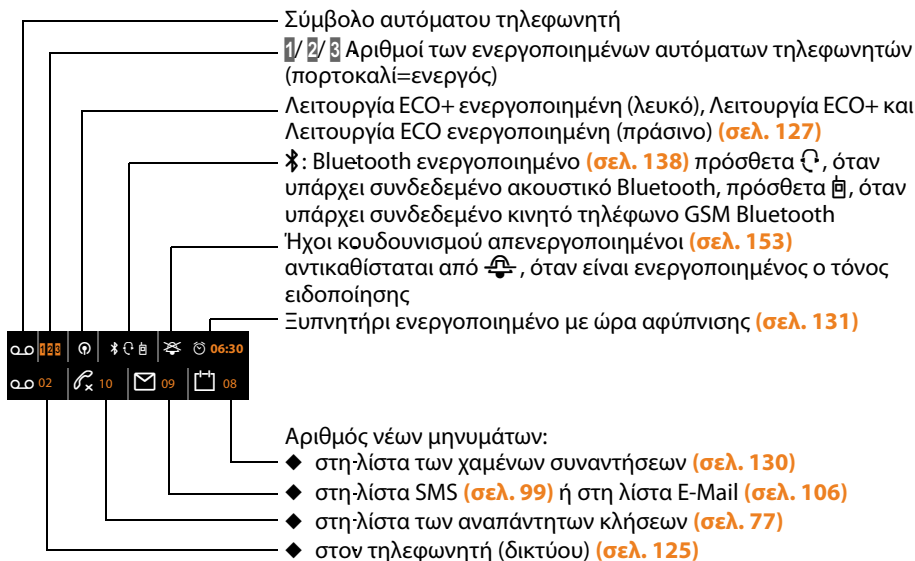 Σύμβολο αυτόματου τηλεφωνητή
1/ 2/ 3 Αριθμοί των ενεργοποιημένων αυτόματων τηλεφωνητών
(πορτοκαλί=ενεργός)
Λειτουργία ECO+ ενεργοποιημένη (λευκό), Λειτουργία ECO+ και
Λειτουργία ECO ενεργοποιημένη (πράσινο) (σελ. 127)
: Bluetooth ενεργοποιημένο (σελ. 138) πρόσθετα , όταν
υπάρχει συνδεδεμένο ακουστικό Bluetooth, πρόσθετα , όταν
υπάρχει συνδεδεμένο κινητό τηλέφωνο GSM Bluetooth
Ήχοι κουδουνισμού απενεργοποιημένοι (σελ. 153)
αντικαθίσταται από , όταν είναι ενεργοποιημένος ο τόνος
ειδοποίησης
Ξυπνητήρι ενεργοποιημένο με ώρα αφύπνισης (σελ. 131)
1 2 3 06:30
02 10 09 08
Αριθμός νέων μηνυμάτων:
◆ στη λίστα των χαμένων συναντήσεων (σελ. 130)
◆ στη λίστα SMS (σελ. 99) ή στη λίστα E-Mail (σελ. 106)
◆ στη λίστα των αναπάντητων κλήσεων (σελ. 77)
◆ στον τηλεφωνητή (δικτύου) (σελ. 125)